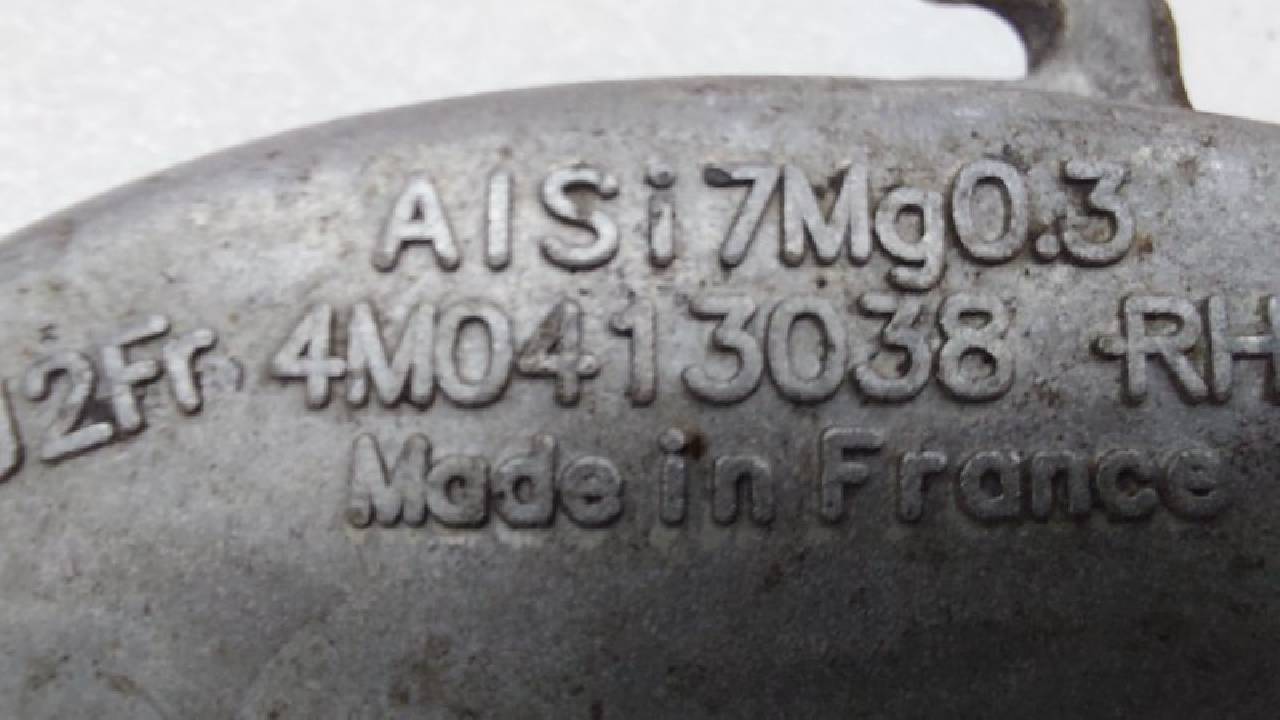 AlSi7Mg0.3
J2Fr 4M0413038 RH
Made in France